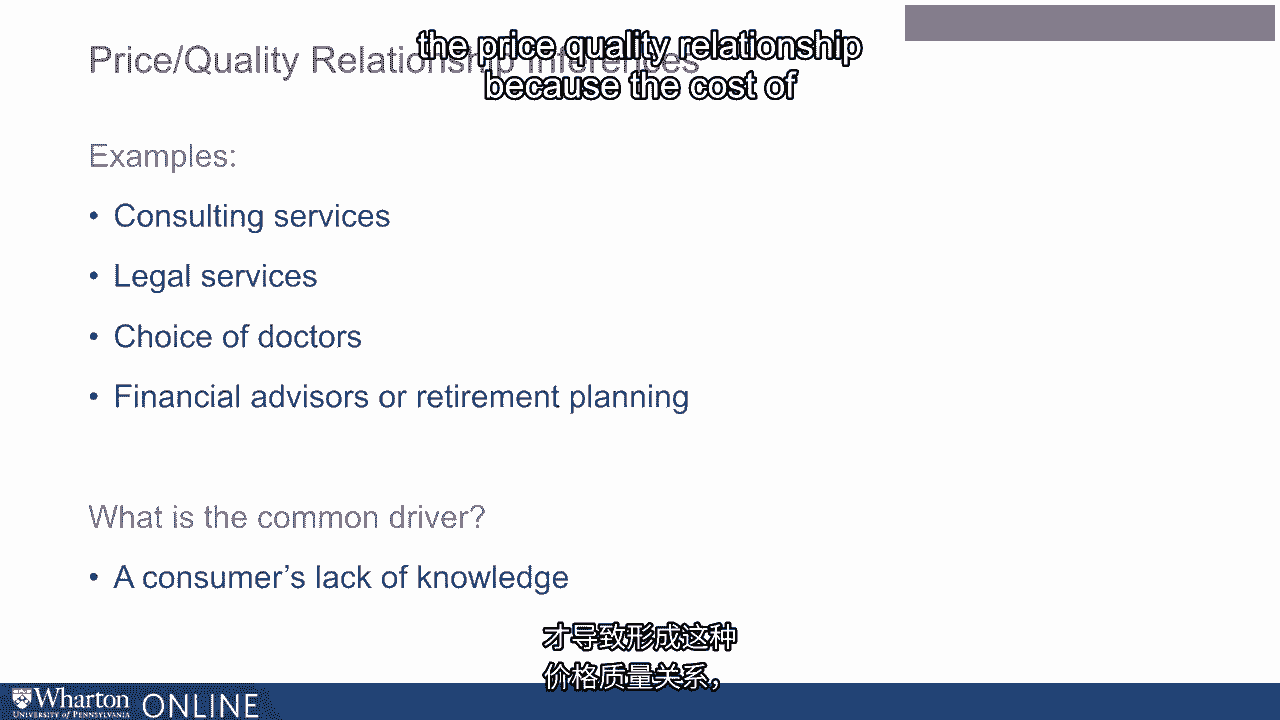 the price quality relationship
because the cost of
Price/Quality Relationship Inferences
Examples:
• Consulting services
• Legal services
• Choice of doctors
• Financial advisors or retirement planning
What is the common driver?
• A consumer’s lack of knowledge
才导致形成这种
价格质量关系，
Wharton
UNIVERSITY of PENNSYLVANIA
ONLINE